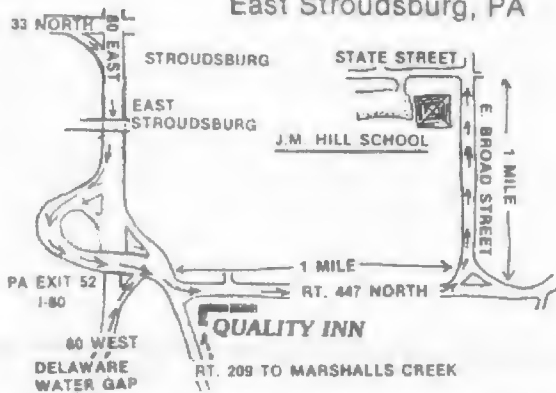 East Stroudsburg, PA
33 NORTH
80 EAST
STROUDSBURG
STATE STREET
EAST
STROUDSBURG
J.M. HILL SCHOOL
E. BROAD STREET
1 MILE
1 MILE
PA EXIT 52
I-80
RT. 447 NORTH
QUALITY INN
80 WEST
DELAWARE
WATER GAP
RT. 209 TO MARSHALLS CREEK